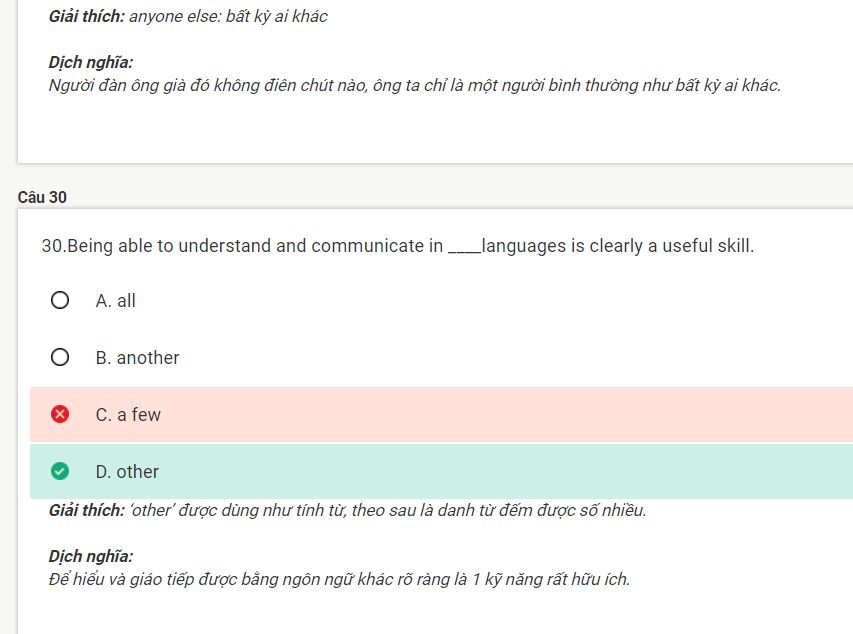 Giải thích: anyone else: bất kỳ ai khác
Dịch nghĩa:
Người đàn ông già đó không điên chút nào, ông ta chỉ là một người bình thường như bất kỳ ai khác.
Câu 30
30.Being able to understand and communicate in ____languages is clearly a useful skill.
A. all
B. another
C. a few
D. other
Giải thích: ‘other’ được dùng như tính từ, theo sau là danh từ đếm được số nhiều.
Dịch nghĩa:
Để hiểu và giáo tiếp được bằng ngôn ngữ khác rõ ràng là 1 kỹ năng rất hữu ích.